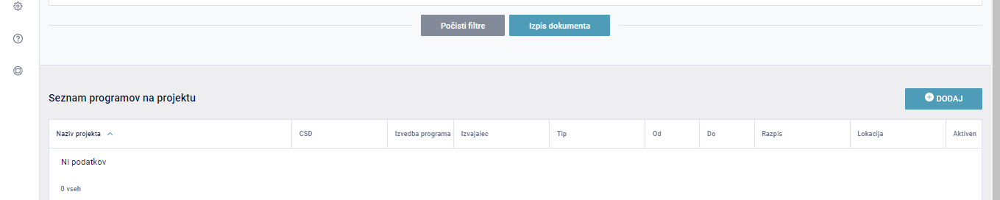 Počisti filtre
Izpis dokumenta
Seznam programov na projektu
DODAJ
Naziv projekta CSD Izvedba programa Izvajalec Tip Od Do Razpis Lokacija Aktiven
Ni podatkov
0 vseh